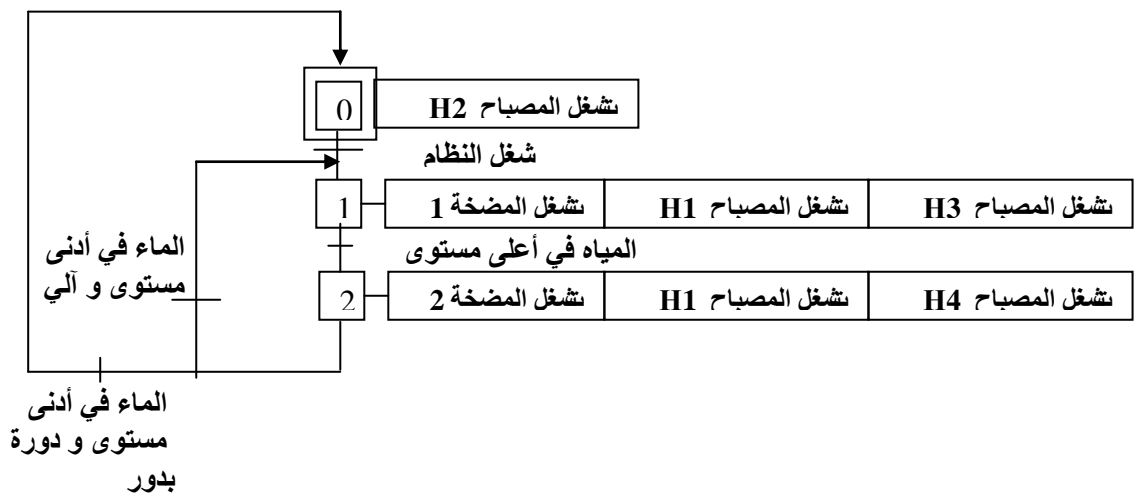 0
تشغل المصباح H2
شغل النظام
1
تشغل المضخة 1
تشغل المصباح H1
تشغل المصباح H3
المياه في أعلى مستوى
الماء في أدنى
مستوى و آلي
2
تشغل المضخة 2
تشغل المصباح H1
تشغل المصباح H4
الماء في أدنى
مستوى و دورة
بدور